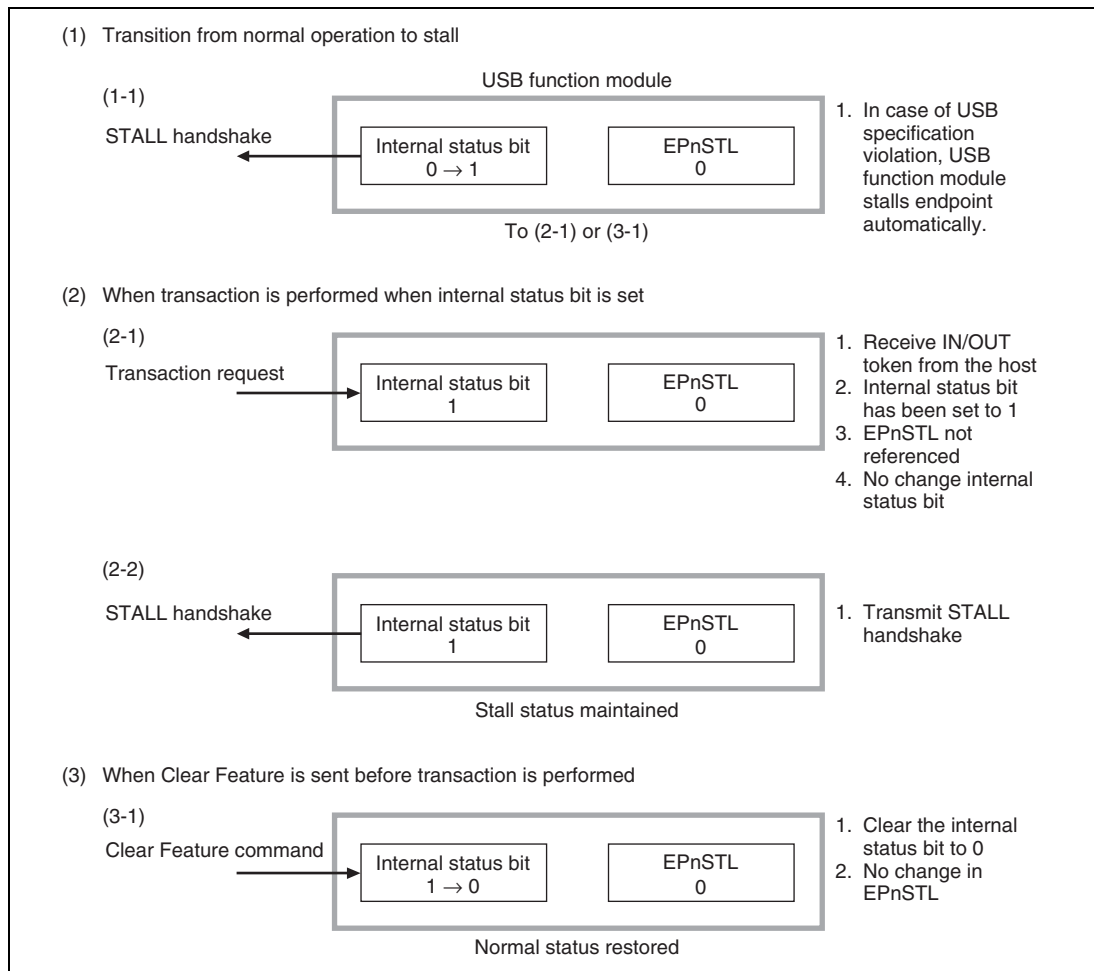 (1) Transition from normal operation to stall
USB function module
(1-1)
STALL handshake
Internal status bit
0 → 1
EPnSTL
0
1. In case of USB
specification
violation, USB
function module
stalls endpoint
automatically.
To (2-1) or (3-1)
(2) When transaction is performed when internal status bit is set
(2-1)
Transaction request
Internal status bit
1
EPnSTL
0
1. Receive IN/OUT
token from the host
2. Internal status bit
has been set to 1
3. EPnSTL not
referenced
4. No change internal
status bit
(2-2)
STALL handshake
Internal status bit
1
EPnSTL
0
1. Transmit STALL
handshake
Stall status maintained
(3) When Clear Feature is sent before transaction is performed
(3-1)
Clear Feature command
Internal status bit
1 → 0
EPnSTL
0
1. Clear the internal
status bit to 0
2. No change in
EPnSTL
Normal status restored